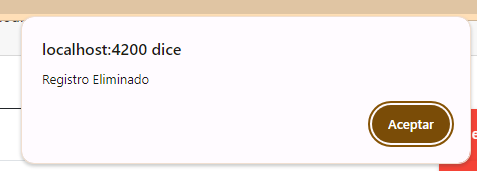 localhost:4200 dice
Registro Eliminado
Aceptar